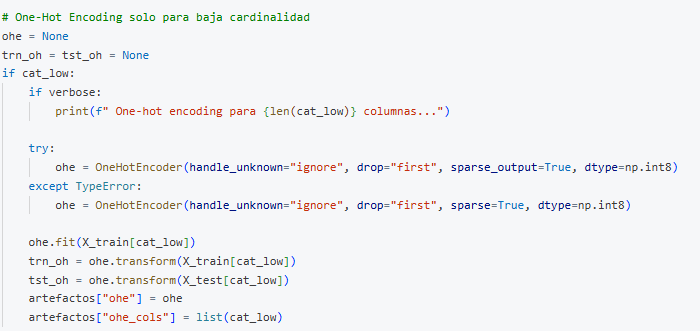 # One-Hot Encoding solo para baja cardinalidad
ohe = None
trn_oh = tst_oh = None
if cat_low:
    if verbose:
        print(f" One-hot encoding para {len(cat_low)} columnas...")

    try:
        ohe = OneHotEncoder(handle_unknown="ignore", drop="first", sparse_output=True, dtype=np.int8)
    except TypeError:
        ohe = OneHotEncoder(handle_unknown="ignore", drop="first", sparse=True, dtype=np.int8)

    ohe.fit(X_train[cat_low])
    trn_oh = ohe.transform(X_train[cat_low])
    tst_oh = ohe.transform(X_test[cat_low])
    artefactos["ohe"] = ohe
    artefactos["ohe_cols"] = list(cat_low)